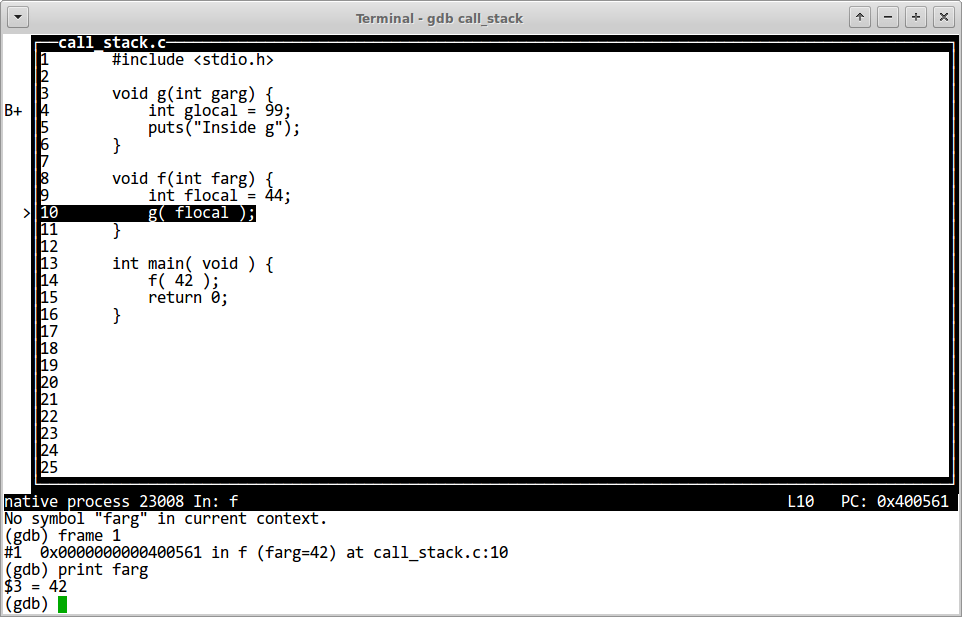 Terminal - gdb call_stack
call_stack.c
1 #include <stdio.h>
2
3 void g(int garg) {
B+ 4 int glocal = 99;
5 puts("Inside g");
6 }
7
8 void f(int farg) {
9 int flocal = 44;
> 10 g( flocal );
11 }
12
13 int main( void ) {
14 f( 42 );
15 return 0;
16 }
17
18
19
20
21
22
23
24
25
native process 23008 In: f L10 PC: 0x400561
No symbol "farg" in current context.
(gdb) frame 1
#1 0x0000000000400561 in f (farg=42) at call_stack.c:10
(gdb) print farg
$3 = 42
(gdb)